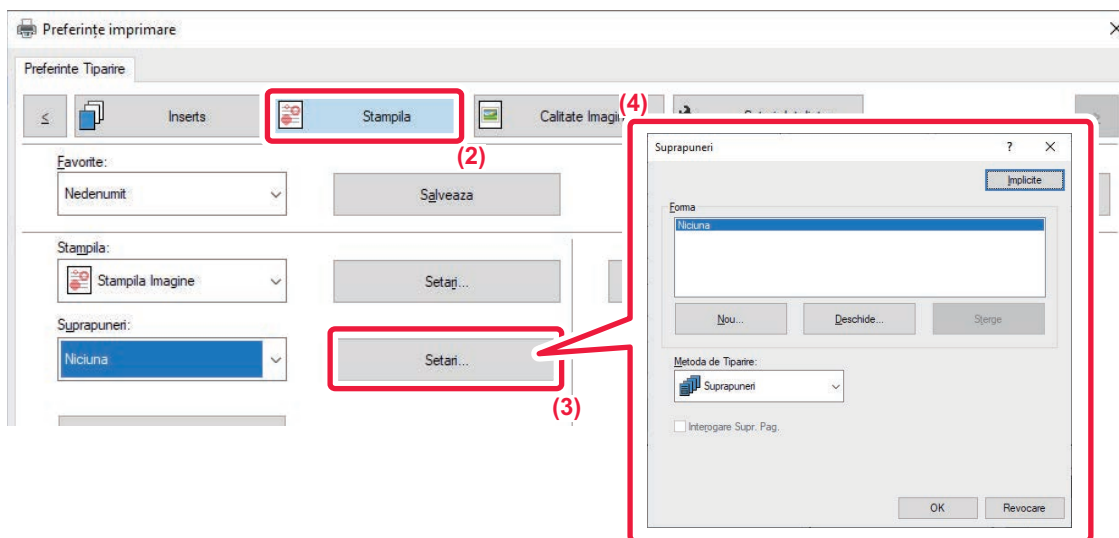 Preferințe imprimare
Preferinte Tiparire
Inserts
Stampila
Calitate Imagin
(4)
(2)
Favorite:
Nedenumit
Salveaza
Stampila:
Stampila Imagine
Setari...
Suprapuneri:
Niciuna
Setari...
(3)
Suprapuneri
?
Implicite
Forma
Niciuna
Nou...
Deschide...
Sterge
Metoda de Tiparire:
Suprapuneri
Interogare Supr. Pag.
OK
Revocare